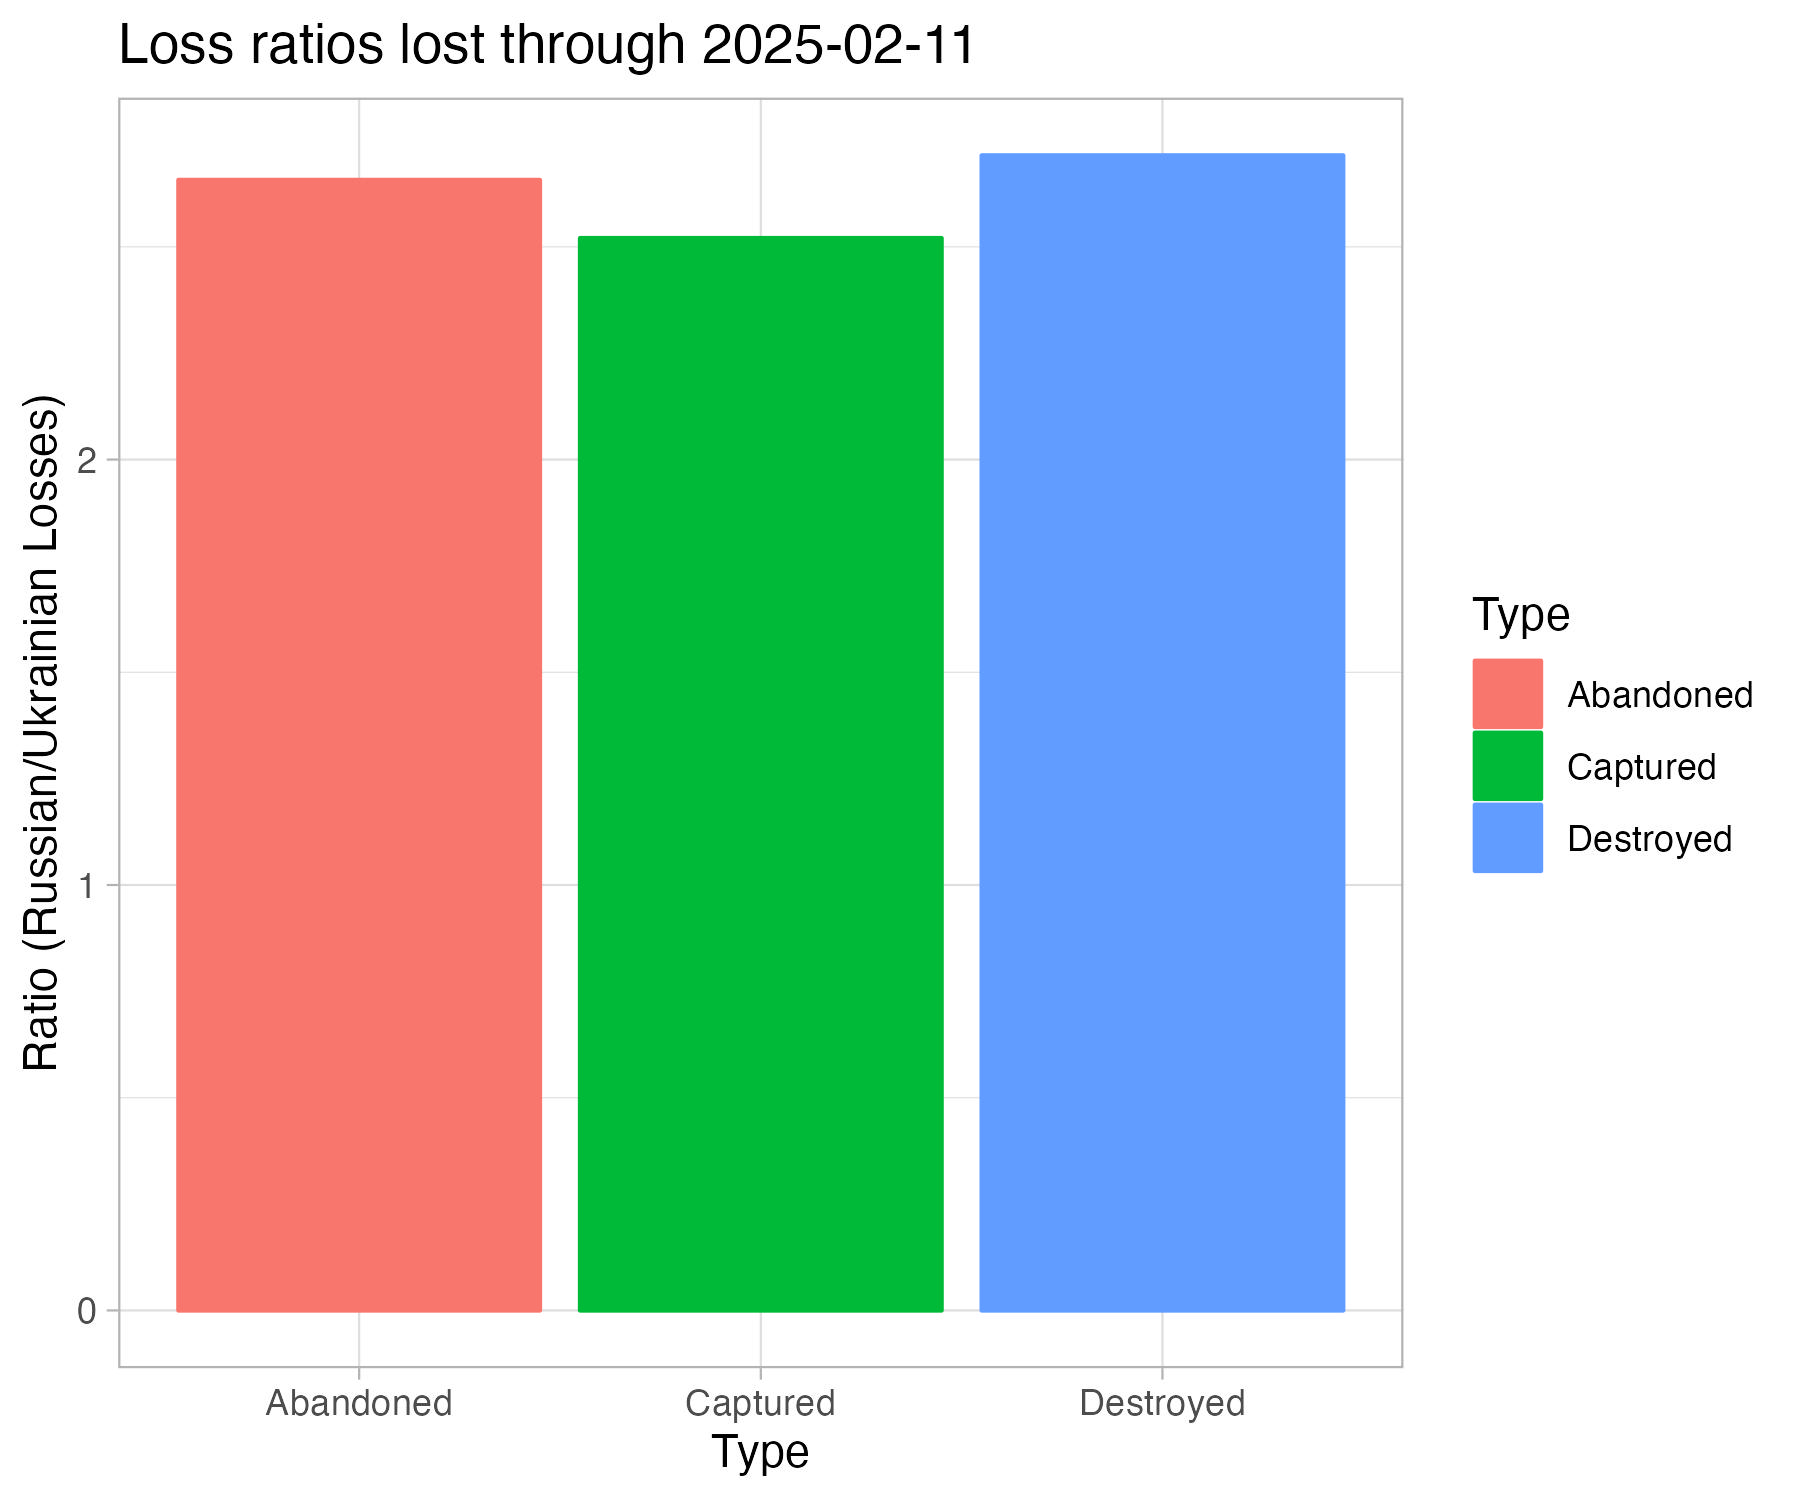 Loss ratios lost through 2025-02-11
Ratio (Russian/Ukrainian Losses)
2
1
0
Abandoned
Captured
Destroyed
Type
Type
Abandoned
Captured
Destroyed